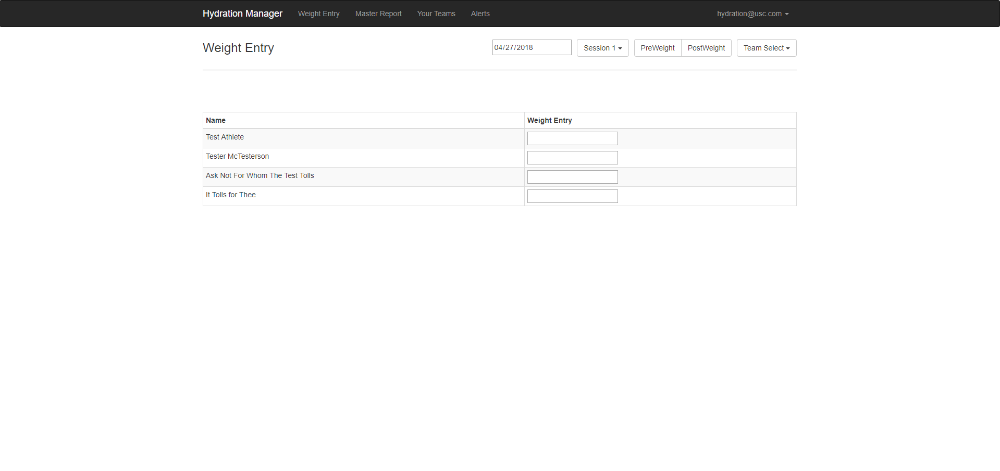 Hydration Manager Weight Entry Master Report Your Teams Alerts hydration@usc.com
Weight Entry 04/27/2018 Session 1 PreWeight PostWeight Team Select
Name Weight Entry
Test Athlete
Tester McTesterson
Ask Not For Whom The Test Tolls
It Tolls for Thee